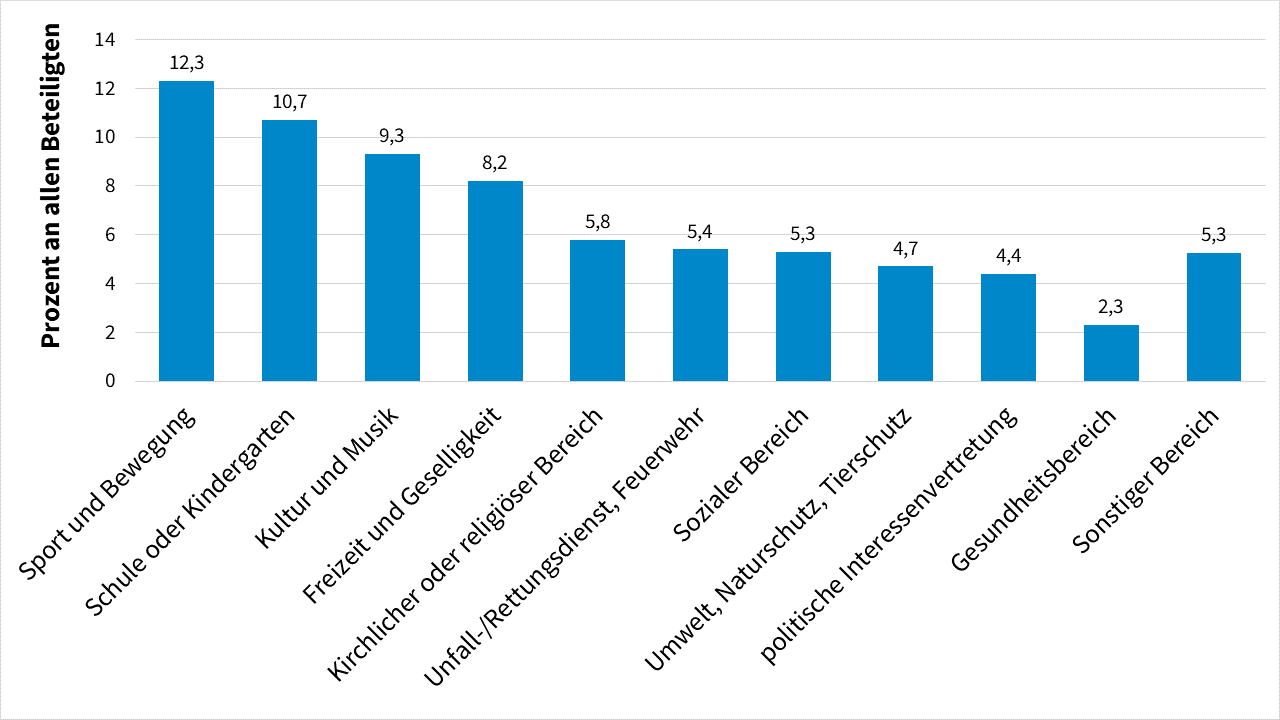 Prozent an allen Beteiligten
14
12
10
8
6
4
2
0
12,3
10,7
9,3
8,2
5,8
5,4
5,3
4,7
4,4
2,3
5,3
Sport und Bewegung
Schule oder Kindergarten
Kultur und Musik
Freizeit und Geselligkeit
Kirchlicher oder religiöser Bereich
Unfall-/Rettungsdienst, Feuerwehr
Sozialer Bereich
Umwelt, Naturschutz, Tierschutz
politische Interessenvertretung
Gesundheitsbereich
Sonstiger Bereich